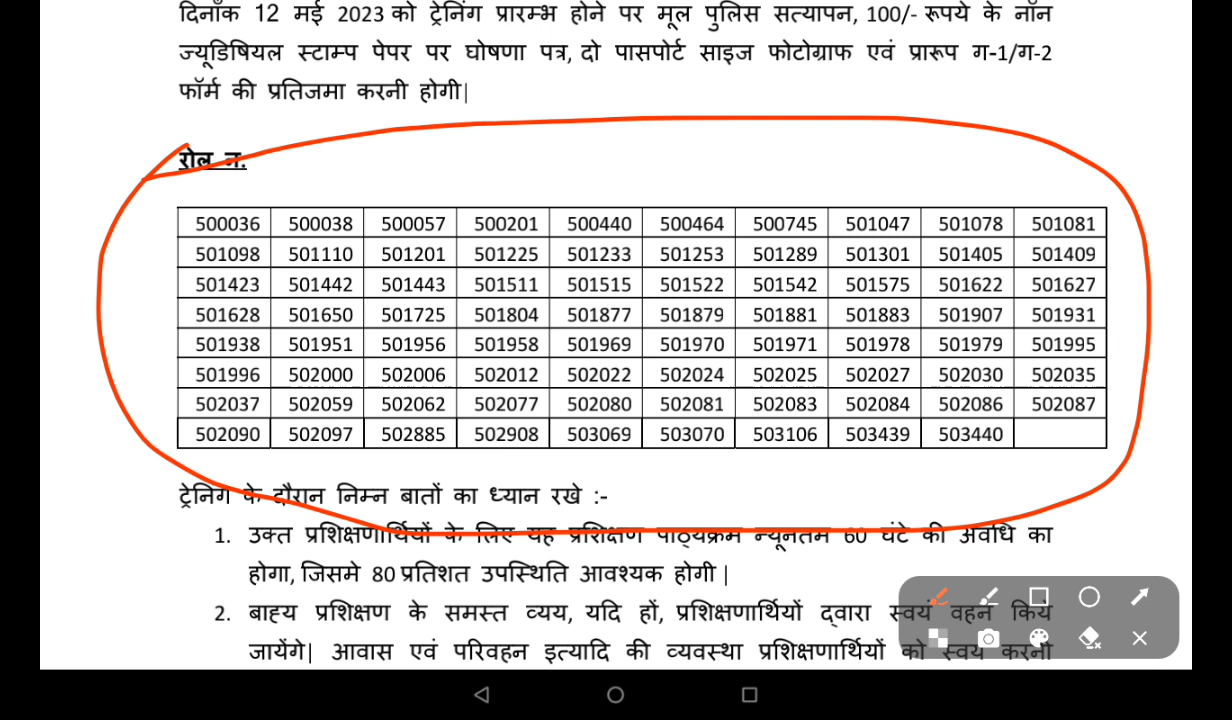 दिनाँक 12 मई 2023 को ट्रेनिंग प्रारम्भ होने पर मूल पुलिस सत्यापन, 100/- रूपये के नॉन
ज्यूडिषियल स्टाम्प पेपर पर घोषणा पत्र, दो पासपोर्ट साइज फोटोग्राफ एवं प्रारूप ग-1/ग-2
फॉर्म की प्रतिजमा करनी होगी|
रोल न.
500036 500038 500057 500201 500440 500464 500745 501047 501078 501081
501098 501110 501201 501225 501233 501253 501289 501301 501405 501409
501423 501442 501443 501511 501515 501522 501542 501575 501622 501627
501628 501650 501725 501804 501877 501879 501881 501883 501907 501931
501938 501951 501956 501958 501969 501970 501971 501978 501979 501995
501996 502000 502006 502012 502022 502024 502025 502027 502030 502035
502037 502059 502062 502077 502080 502081 502083 502084 502086 502087
502090 502097 502885 502908 503069 503070 503106 503439 503440
ट्रेनिग के दौरान निम्न बातों का ध्यान रखे :-
1. उक्त प्रशिक्षणार्थियों के लिए यह प्रशिक्षण पाठ्यक्रम न्यूनतम 60 घंटे की अवधि का
होगा, जिसमे 80 प्रतिशत उपस्थिति आवश्यक होगी |
2. बाह्य प्रशिक्षण के समस्त व्यय, यदि हों, प्रशिक्षणार्थियों द्वारा स्वयं वहन किये
जायेंगे| आवास एवं परिवहन इत्यादि की व्यवस्था प्रशिक्षणार्थियों को स्वयं करनी